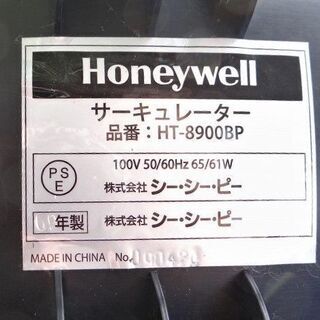 Honeywell
サーキュレーター
品番：HT-8900BP
PS
E
100V 50/60Hz 65/61W
株式会社 シー・シー・ピー
年製 株式会社 シー・シー・ピー
MADE IN CHINA No.